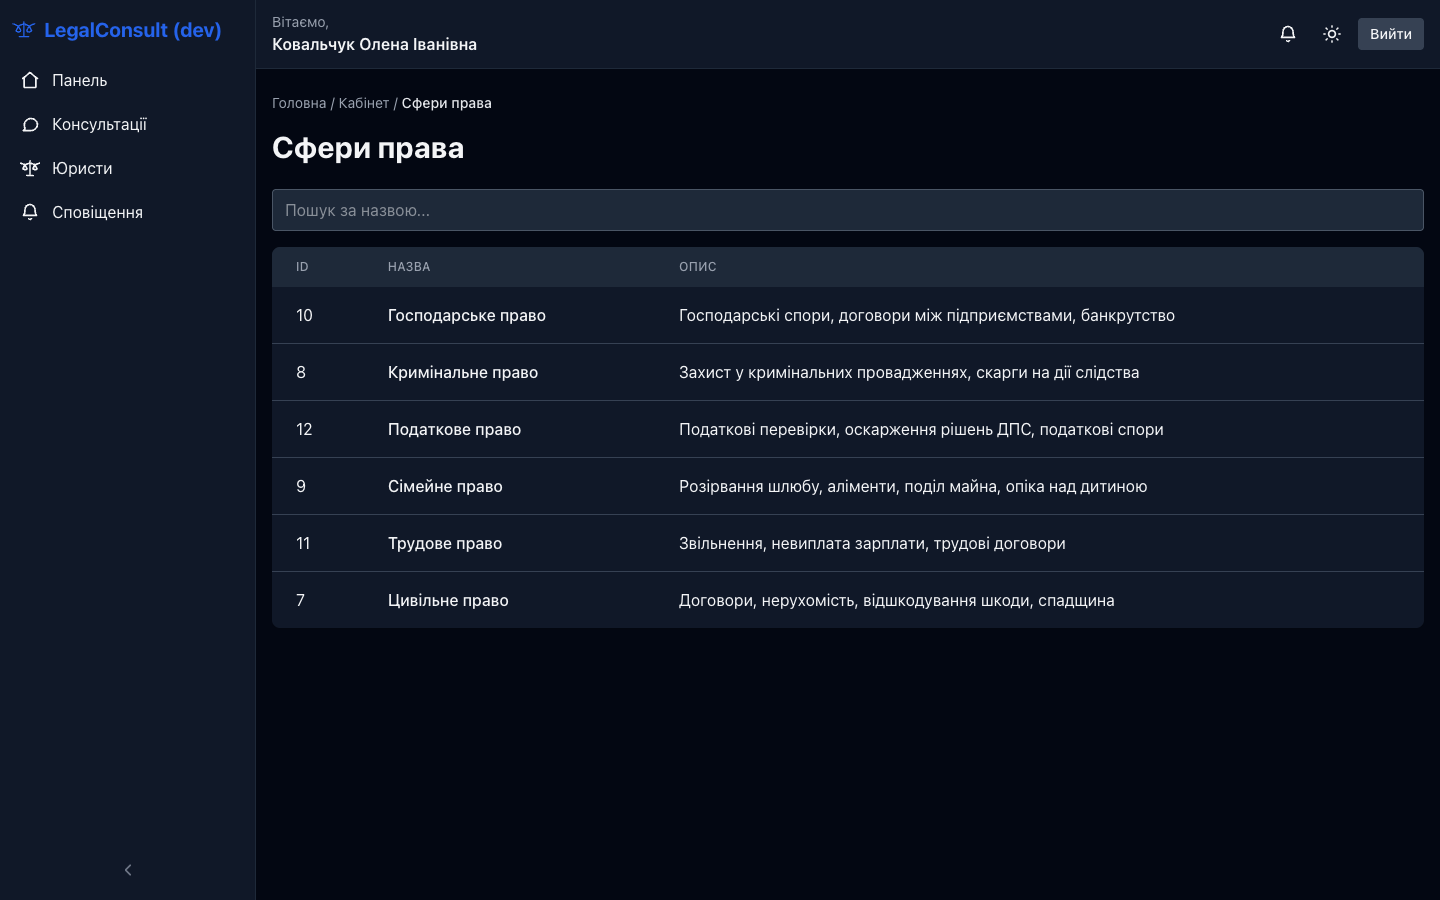 LegalConsult (dev)
Панель
Консультації
Юристи
Сповіщення
Вітаємо,
Ковальчук Олена Іванівна
Вийти
Головна / Кабінет / Сфери права
Сфери права
Пошук за назвою...
ID НАЗВА ОПИС
10 Господарське право Господарські спори, договори між підприємствами, банкрутство
8 Кримінальне право Захист у кримінальних провадженнях, скарги на дії слідства
12 Податкове право Податкові перевірки, оскарження рішень ДПС, податкові спори
9 Сімейне право Розірвання шлюбу, аліменти, поділ майна, опіка над дитиною
11 Трудове право Звільнення, невиплата зарплати, трудові договори
7 Цивільне право Договори, нерухомість, відшкодування шкоди, спадщина